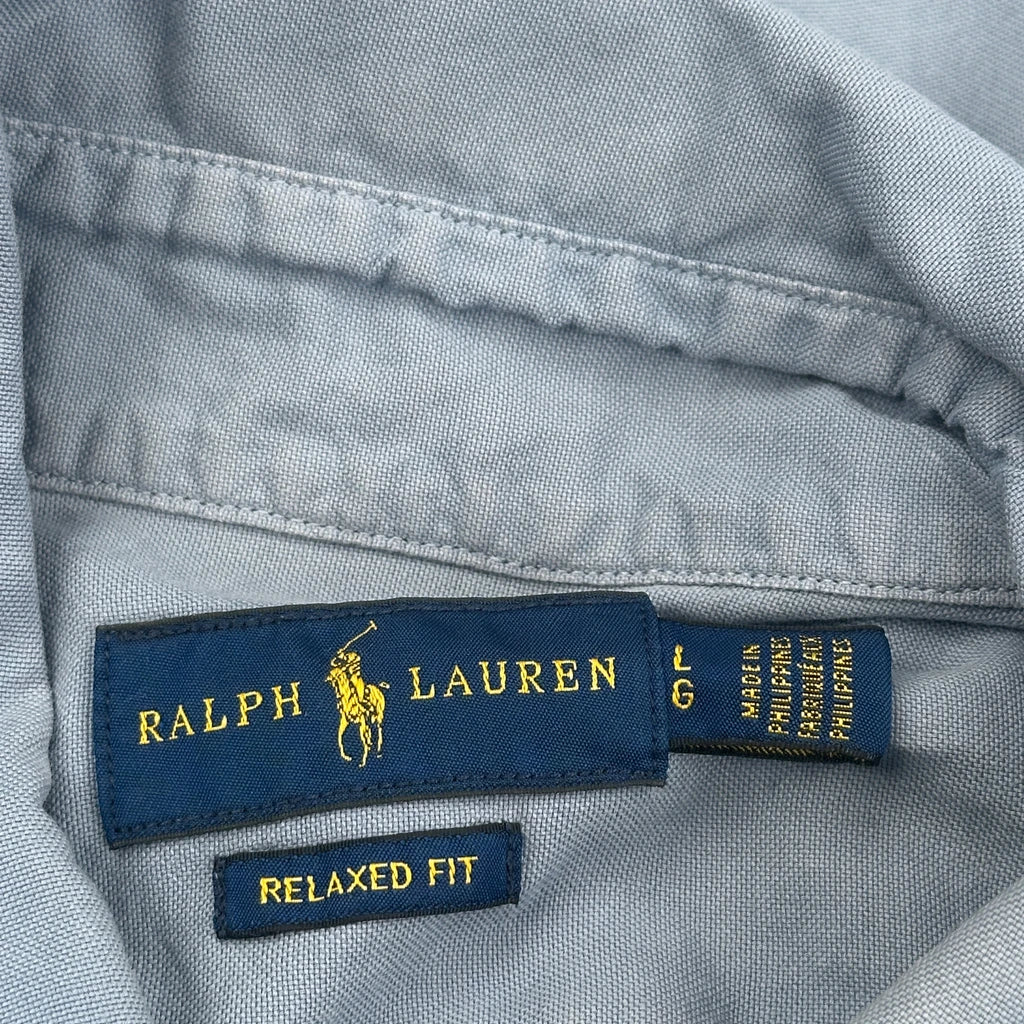 RALPH LAUREN
L
G
MADE IN
PHILIPPINES
FABRIQUÉ AUX
PHILIPPINES
RELAXED FIT